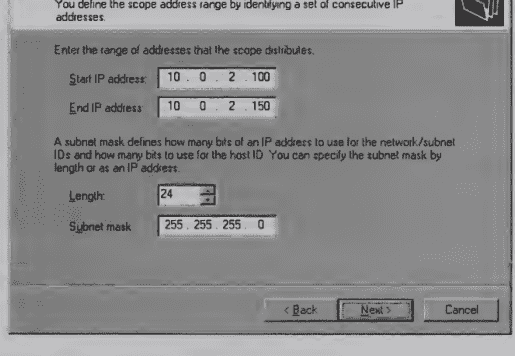 You define the scope address range by identifying a set of consecutive IP
addresses.
Enter the range of addresses that the scope distributes.
Start IP address: 10 . 0 . 2 . 100
End IP address: 10 . 0 . 2 . 150
A subnet mask defines how many bits of an IP address to use for the network/subnet
IDs and how many bits to use for the host ID. You can specify the subnet mask by
length or as an IP address.
Length: 24
Subnet mask: 255 . 255 . 255 . 0
< Back Next > Cancel